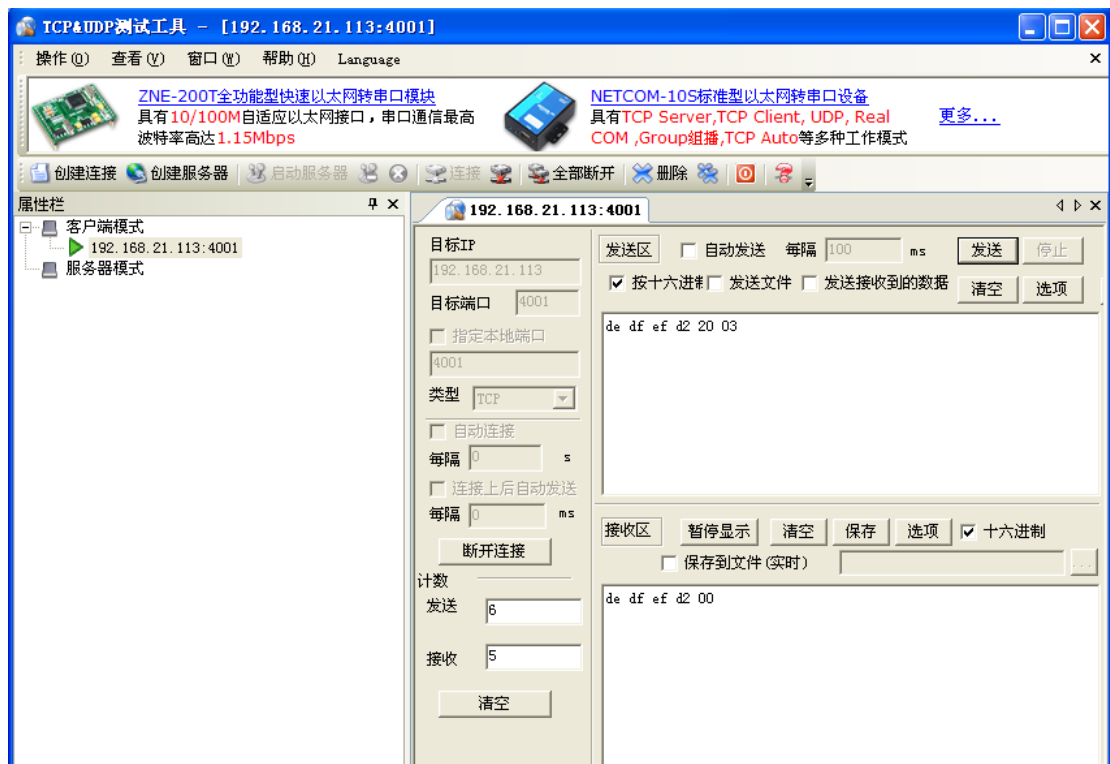 TCP&UDP测试工具 - [192.168.21.113:4001]
操作(O) 查看(V) 窗口(W) 帮助(H) Language
ZNE-200T全功能型快速以太网转串口模块
具有10/100M自适应以太网接口，串口通信最高
波特率高达1.15Mbps
NETCOM-10S标准型以太网转串口设备
具有TCP Server,TCP Client, UDP, Real
COM ,Group组播,TCP Auto等多种工作模式
更多...
创建连接 创建服务器 启动服务器 连接 全部断开 删除
属性栏
客户端模式
192.168.21.113:4001
服务器模式
192.168.21.113:4001
目标IP
192.168.21.113
目标端口 4001
指定本地端口
4001
类型 TCP
自动连接
每隔 0 s
连接上后自动发送
每隔 0 ms
断开连接
计数
发送 6
接收 5
清空
发送区 自动发送 每隔 100 ms 发送 停止
按十六进制 发送文件 发送接收到的数据 清空 选项
de df ef d2 20 03
接收区 暂停显示 清空 保存 选项 十六进制
保存到文件(实时) ...
de df ef d2 00